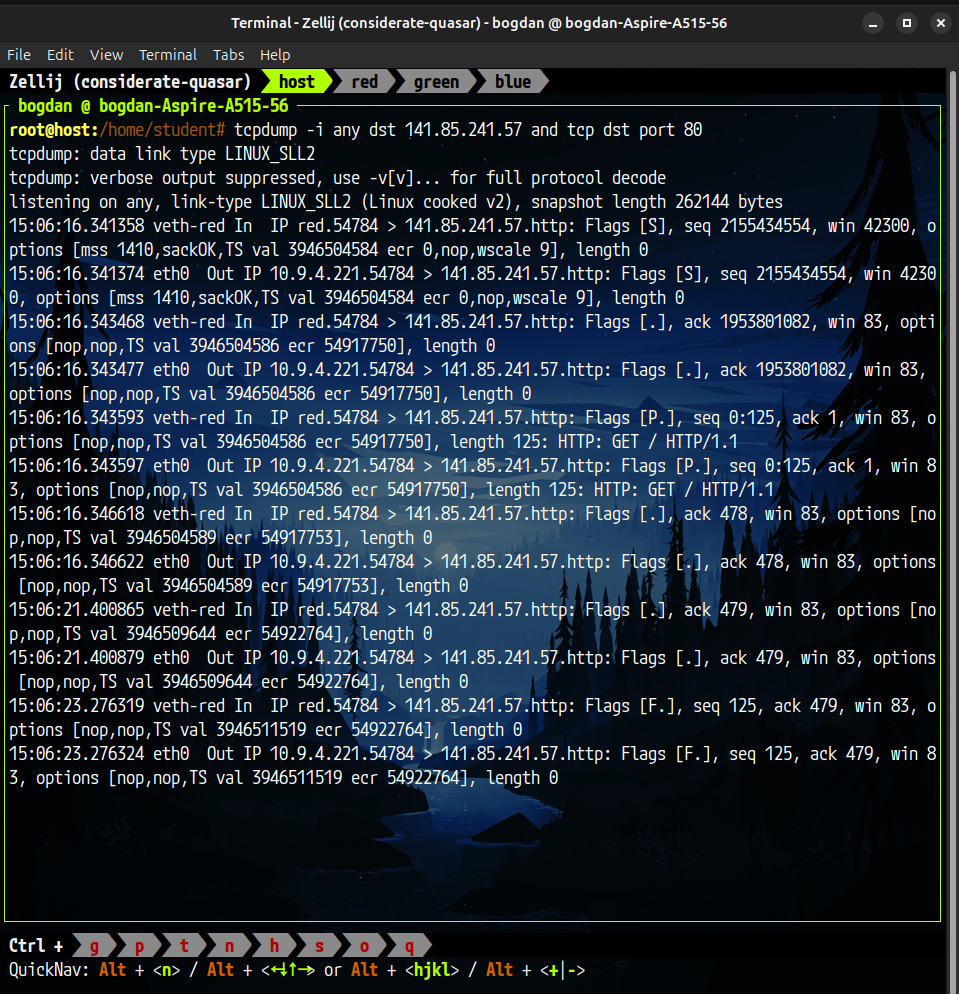 Terminal - Zellij (considerate-quasar) - bogdan @ bogdan-Aspire-A515-56
File Edit View Terminal Tabs Help
Zellij (considerate-quasar) host red green blue
bogdan @ bogdan-Aspire-A515-56
root@host:/home/student# tcpdump -i any dst 141.85.241.57 and tcp dst port 80
tcpdump: data link type LINUX_SLL2
tcpdump: verbose output suppressed, use -v[v]... for full protocol decode
listening on any, link-type LINUX_SLL2 (Linux cooked v2), snapshot length 262144 bytes
15:06:16.341358 veth-red In  IP red.54784 > 141.85.241.57.http: Flags [S], seq 2155434554, win 42300, o
ptions [mss 1410,sackOK,TS val 3946504584 ecr 0,nop,wscale 9], length 0
15:06:16.341374 eth0  Out IP 10.9.4.221.54784 > 141.85.241.57.http: Flags [S], seq 2155434554, win 4230
0, options [mss 1410,sackOK,TS val 3946504584 ecr 0,nop,wscale 9], length 0
15:06:16.343468 veth-red In  IP red.54784 > 141.85.241.57.http: Flags [.], ack 1953801082, win 83, opti
ons [nop,nop,TS val 3946504586 ecr 54917750], length 0
15:06:16.343477 eth0  Out IP 10.9.4.221.54784 > 141.85.241.57.http: Flags [.], ack 1953801082, win 83,
options [nop,nop,TS val 3946504586 ecr 54917750], length 0
15:06:16.343593 veth-red In  IP red.54784 > 141.85.241.57.http: Flags [P.], seq 0:125, ack 1, win 83, o
ptions [nop,nop,TS val 3946504586 ecr 54917750], length 125: HTTP: GET / HTTP/1.1
15:06:16.343597 eth0  Out IP 10.9.4.221.54784 > 141.85.241.57.http: Flags [P.], seq 0:125, ack 1, win 8
3, options [nop,nop,TS val 3946504586 ecr 54917750], length 125: HTTP: GET / HTTP/1.1
15:06:16.346618 veth-red In  IP red.54784 > 141.85.241.57.http: Flags [.], ack 478, win 83, options [no
p,nop,TS val 3946504589 ecr 54917753], length 0
15:06:16.346622 eth0  Out IP 10.9.4.221.54784 > 141.85.241.57.http: Flags [.], ack 478, win 83, options
[nop,nop,TS val 3946504589 ecr 54917753], length 0
15:06:21.400865 veth-red In  IP red.54784 > 141.85.241.57.http: Flags [.], ack 479, win 83, options [no
p,nop,TS val 3946509644 ecr 54922764], length 0
15:06:21.400879 eth0  Out IP 10.9.4.221.54784 > 141.85.241.57.http: Flags [.], ack 479, win 83, options
[nop,nop,TS val 3946509644 ecr 54922764], length 0
15:06:23.276319 veth-red In  IP red.54784 > 141.85.241.57.http: Flags [F.], seq 125, ack 479, win 83, o
ptions [nop,nop,TS val 3946511519 ecr 54922764], length 0
15:06:23.276324 eth0  Out IP 10.9.4.221.54784 > 141.85.241.57.http: Flags [F.], seq 125, ack 479, win 8
3, options [nop,nop,TS val 3946511519 ecr 54922764], length 0
Ctrl + g p t n h s o q
QuickNav: Alt + <n> / Alt + <←↓↑→> or Alt + <hjkl> / Alt + <+|->